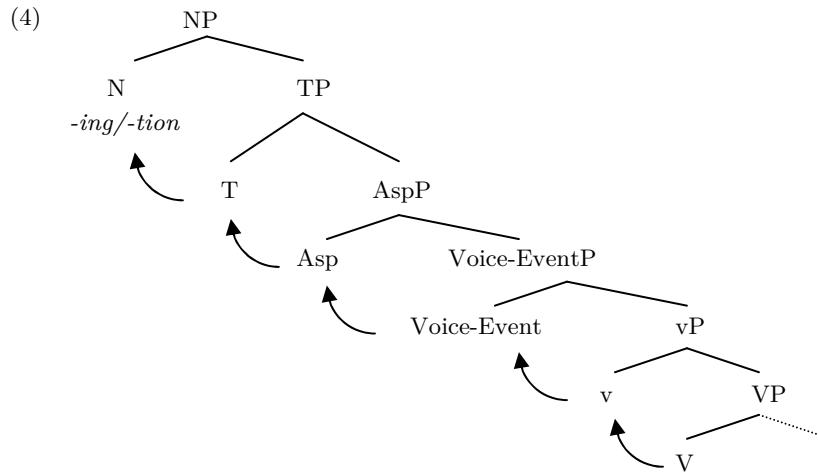 (4)
NP
N TP
-ing/-tion
T AspP
Asp Voice-EventP
Voice-Event vP
v VP
V